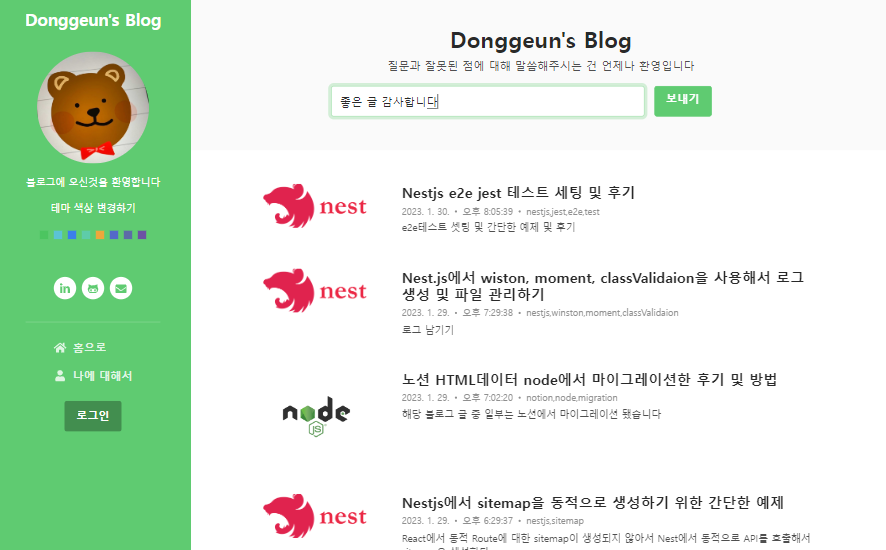 Donggeun's Blog
블로그에 오신것을 환영합니다
테마 색상 변경하기
홈으로
나에 대해서
로그인
Donggeun's Blog
질문과 잘못된 점에 대해 말씀해주시는 건 언제나 환영입니다
좋은 글 감사합니다
보내기
nest
Nestjs e2e jest 테스트 세팅 및 후기
2023. 1. 30. • 오후 8:05:39 • nestjs,jest,e2e,test
e2e테스트 셋팅 및 간단한 예제 및 후기
nest
Nest.js에서 wiston, moment, classValidaion을 사용해서 로그
생성 및 파일 관리하기
2023. 1. 29. • 오후 7:29:38 • nestjs,winston,moment,classValidaion
로그 남기기
node
JS
노션 HTML데이터 node에서 마이그레이션한 후기 및 방법
2023. 1. 29. • 오후 7:02:20 • notion,node,migration
해당 블로그 글 중 일부는 노션에서 마이그레이션 됐습니다
nest
Nestjs에서 sitemap을 동적으로 생성하기 위한 간단한 예제
2023. 1. 29. • 오후 6:29:37 • nestjs,sitemap
React에서 동적 Route에 대한 sitemap이 생성되지 않아서 Nest에서 동적으로 API를 호출해서